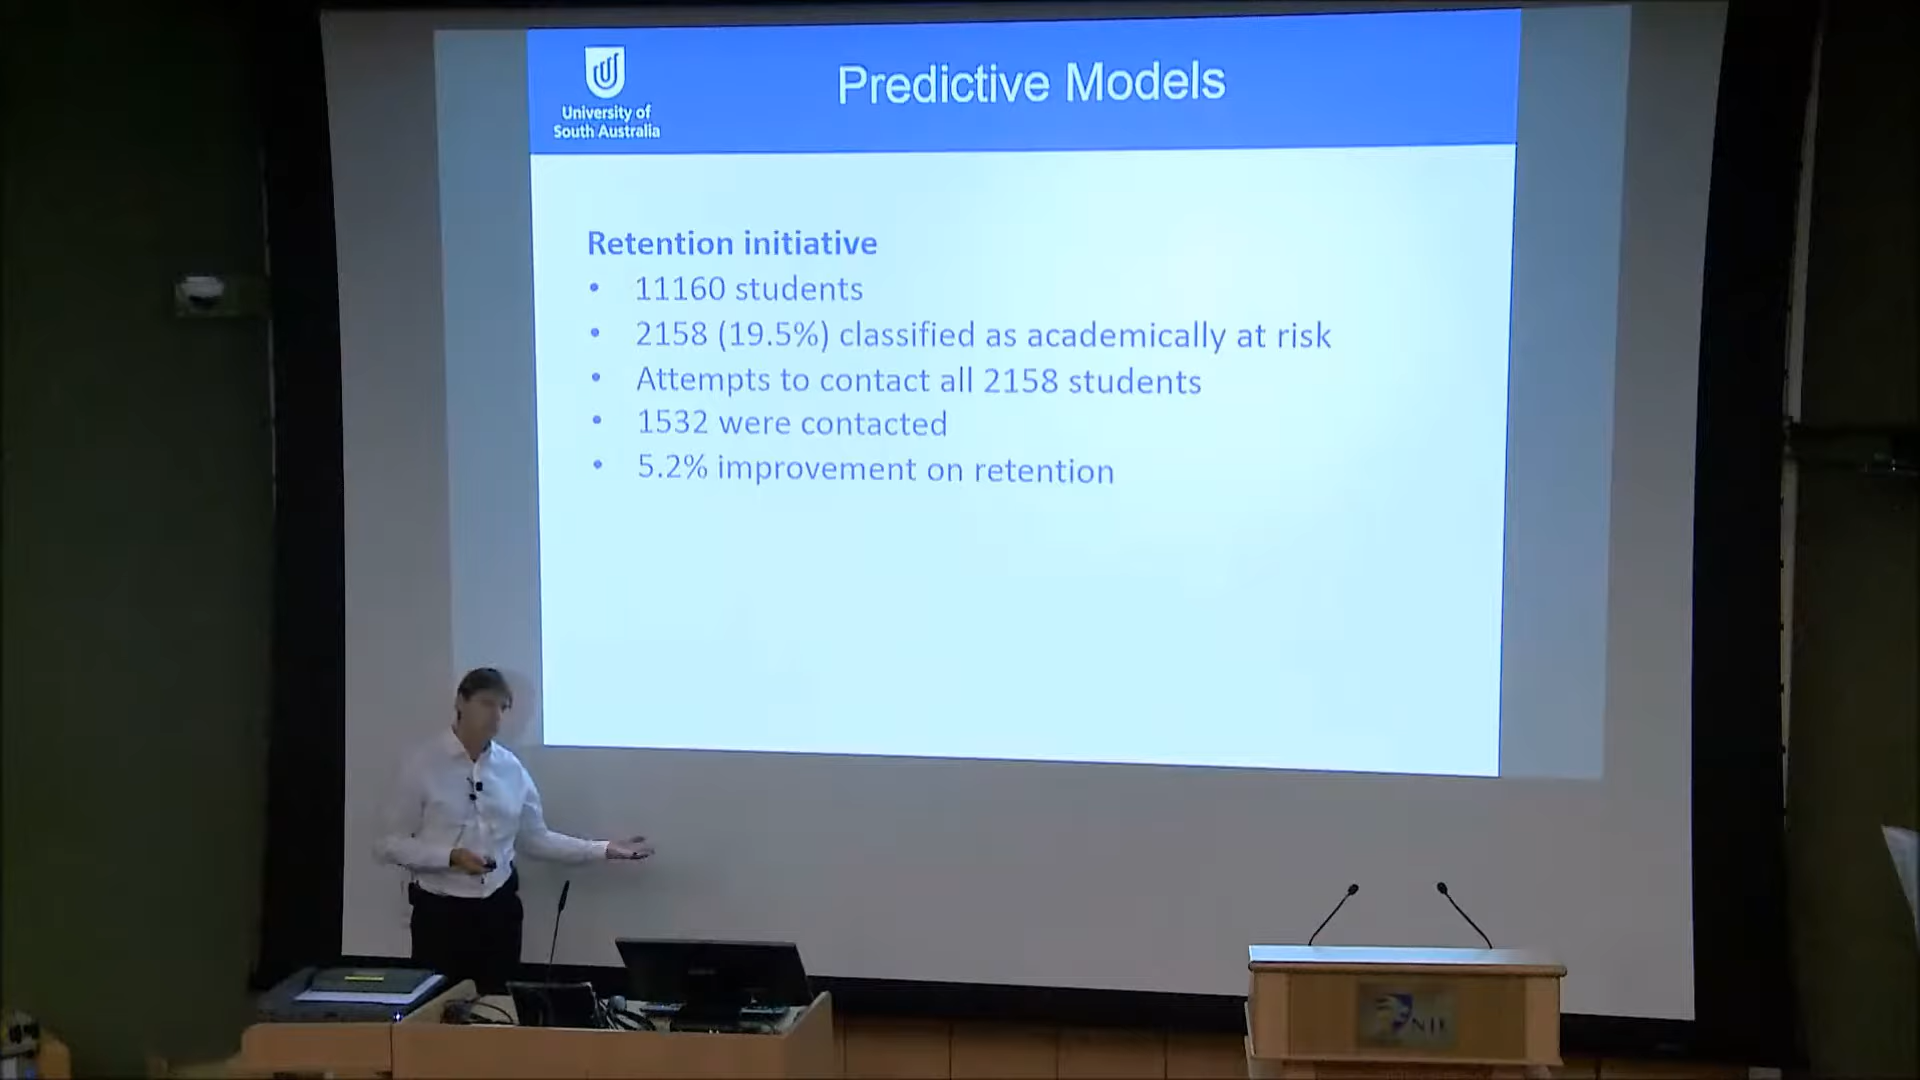 University of
South Australia
Predictive Models
Retention initiative
• 11160 students
• 2158 (19.5%) classified as academically at risk
• Attempts to contact all 2158 students
• 1532 were contacted
• 5.2% improvement on retention
NIE